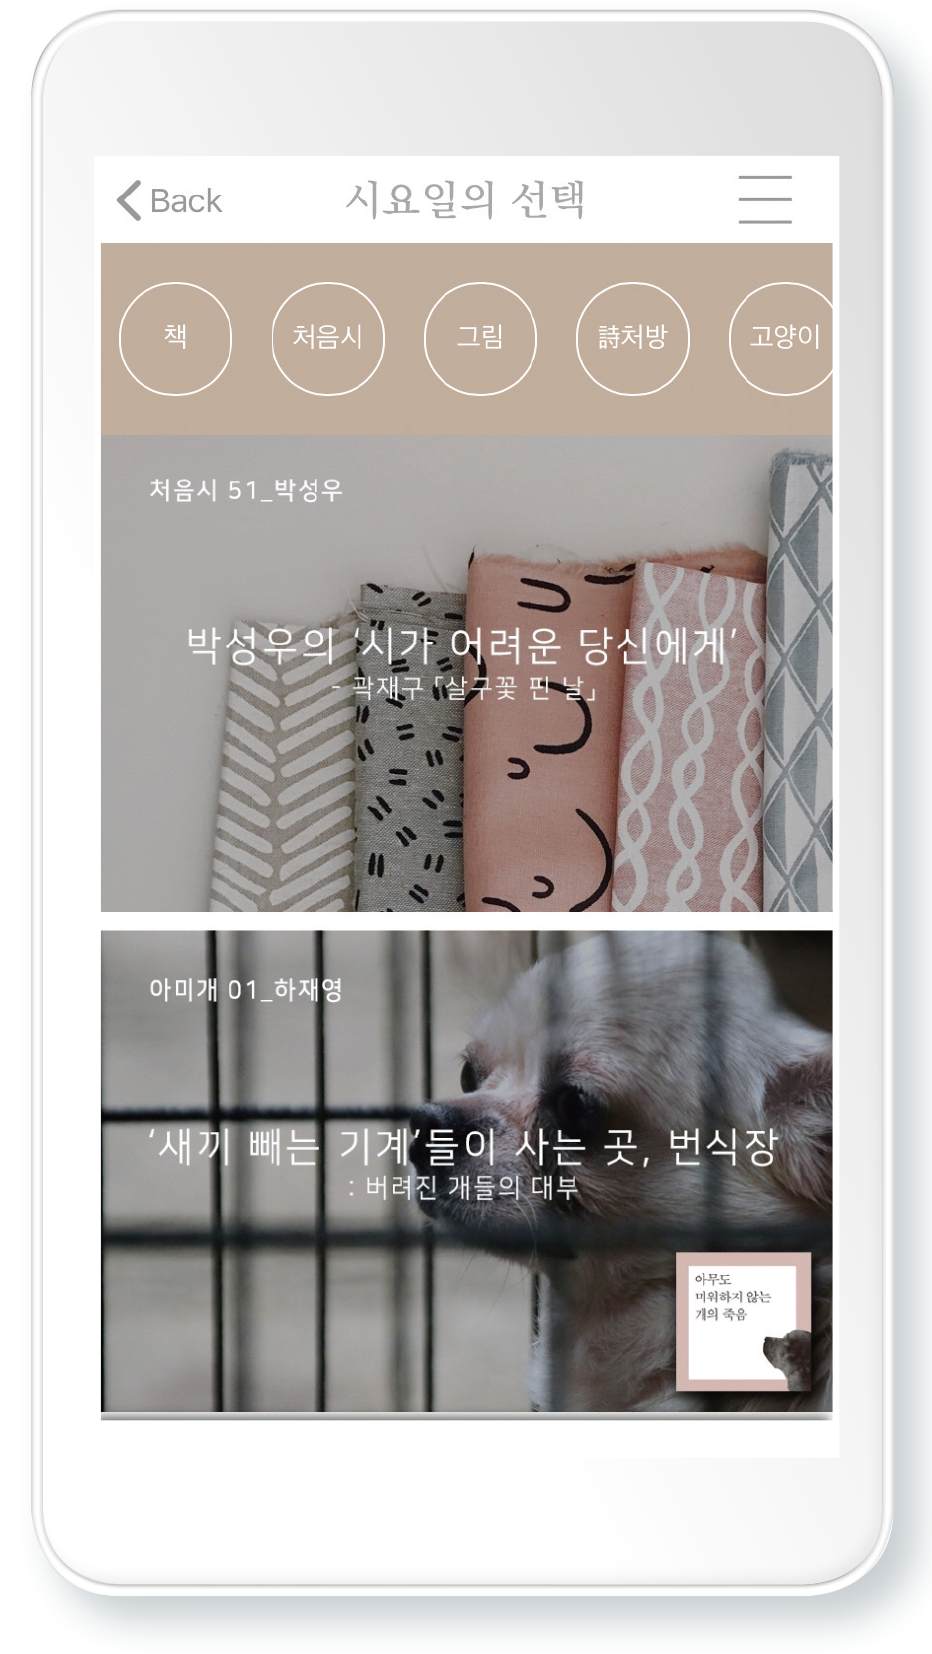 Back
시요일의 선택
책
처음시
그림
詩처방
고양이
처음시 51_박성우
박성우의 ‘시가 어려운 당신에게’
- 곽재구 「살구꽃 핀 날」
아미개 01_하재영
‘새끼 빼는 기계’들이 사는 곳, 번식장
: 버려진 개들의 대부
아무도
미워하지 않는
개의 죽음